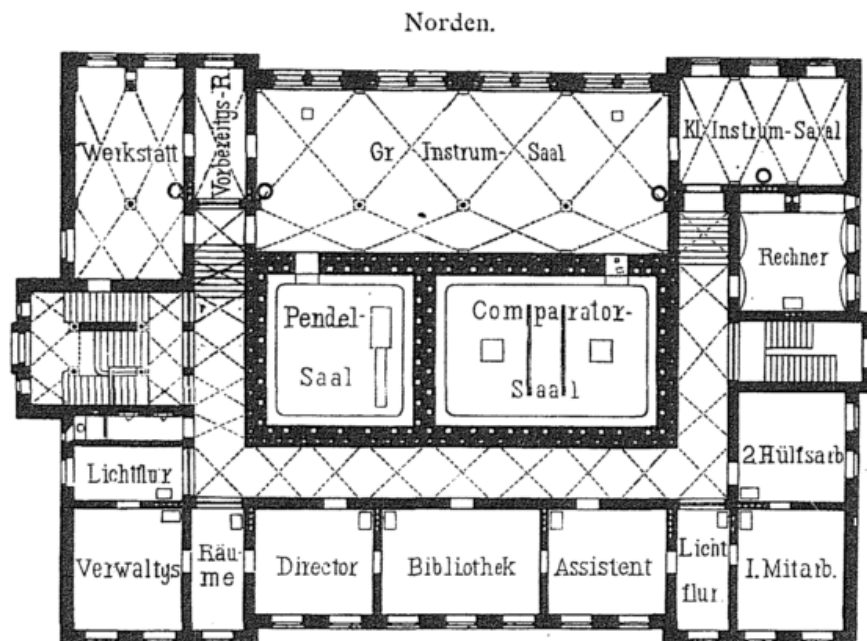 Norden.
Werkstatt
Vorbereitgs-R.
Gr Instrum- Saal
Kl. Instrum-Saal
Rechner
Pendel-
Saal
Comparator-
Saal
Lichtflur
2.Hülfsarb
Verwaltgs
Räu-
me
Director
Bibliothek
Assistent
Licht
flur.
1. Mitarb.